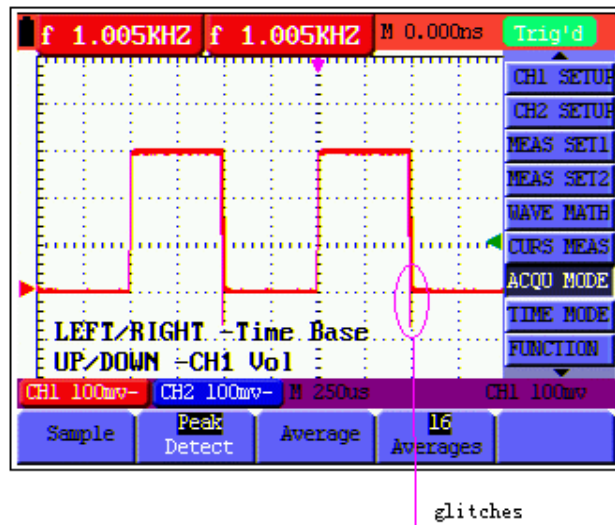 f 1.005KHZ f 1.005KHZ M 0.000ns Trig'd
CH1 SETUP
CH2 SETUP
MEAS SET1
MEAS SET2
WAVE MATH
CURS MEAS
ACQU MODE
TIME MODE
FUNCTION
LEFT/RIGHT -Time Base
UP/DOWN -CH1 Vol
CH1 100mv- CH2 100mv- M 250us CH1 100mv
Sample
Peak
Detect
Average
16
Averages
glitches